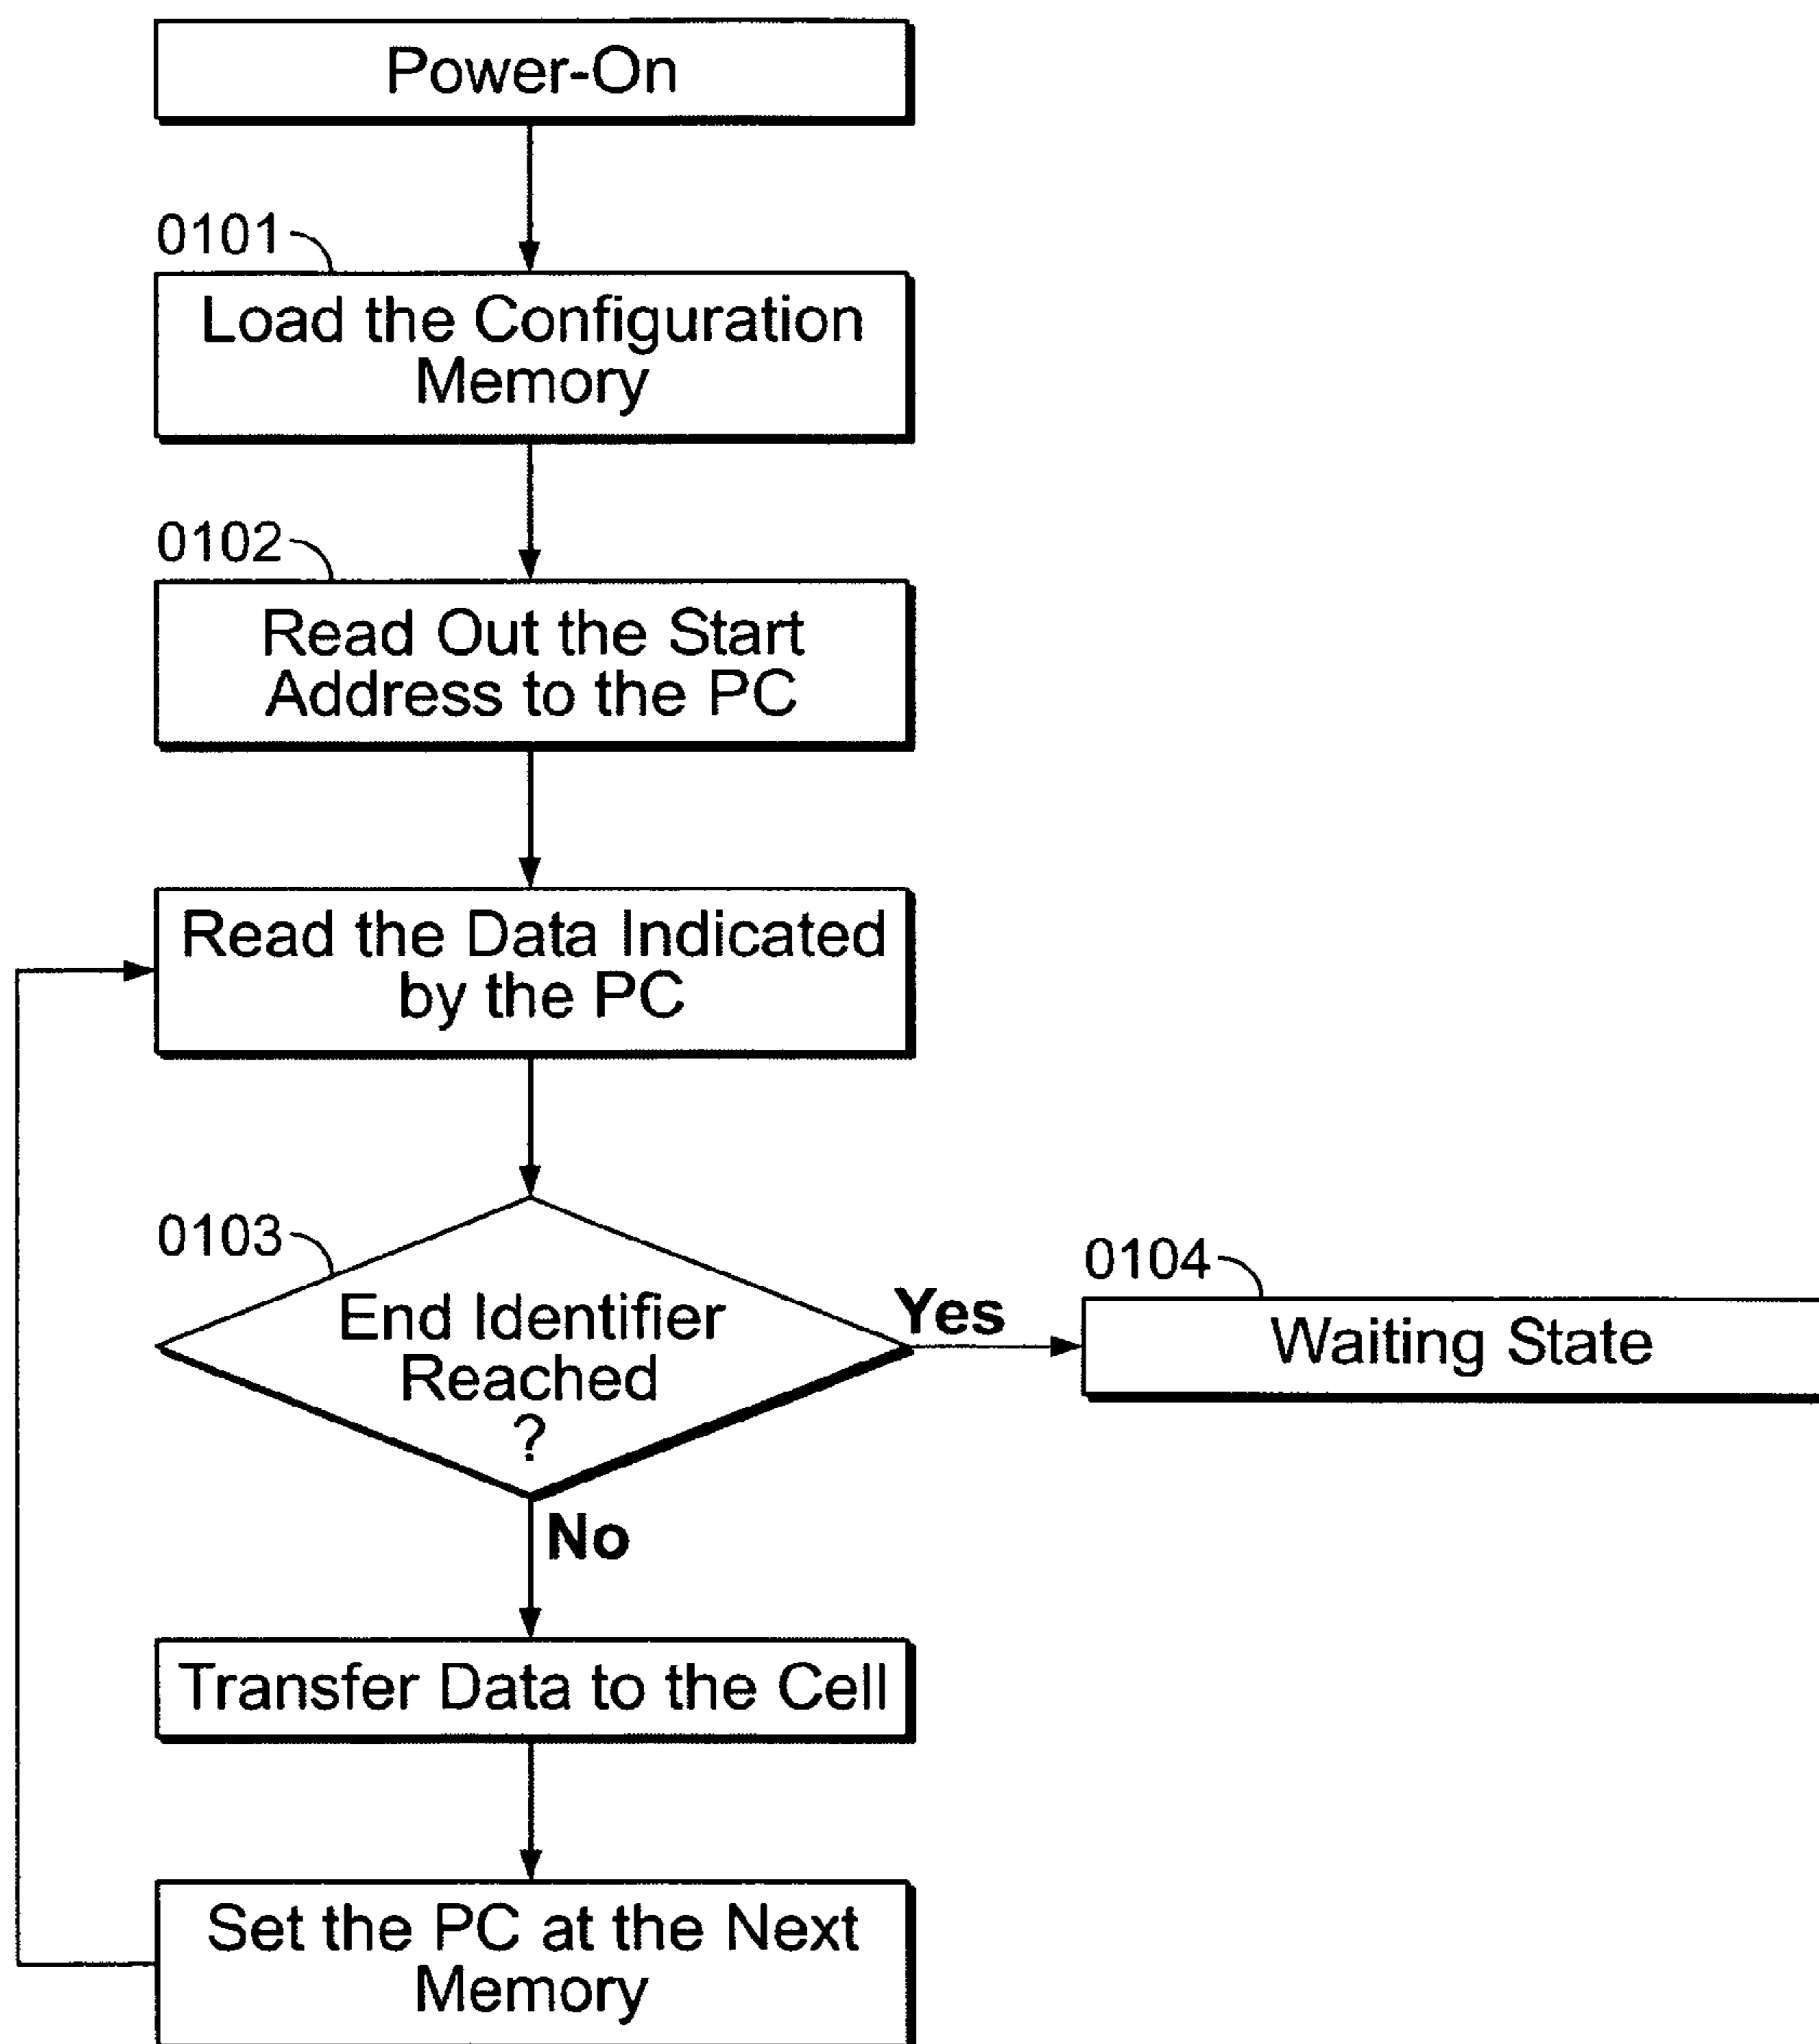 Power-On
0101
Load the Configuration
Memory
0102
Read Out the Start
Address to the PC
Read the Data Indicated
by the PC
0103
End Identifier
Reached
?
Yes
0104
Waiting State
No
Transfer Data to the Cell
Set the PC at the Next
Memory